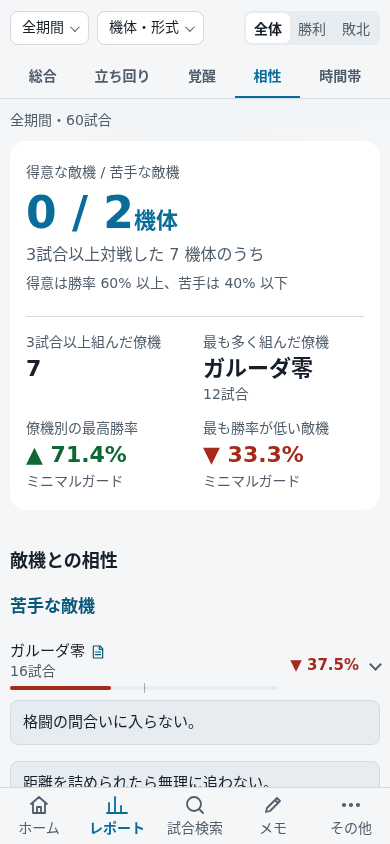 全期間
機体・形式
全体 勝利 敗北
総合 立ち回り 覚醒 相性 時間帯
全期間・60試合
得意な敵機 / 苦手な敵機
0 / 2機体
3試合以上対戦した 7 機体のうち
得意は勝率 60% 以上、苦手は 40% 以下
3試合以上組んだ僚機
7
最も多く組んだ僚機
ガルーダ零
12試合
僚機別の最高勝率
▲ 71.4%
ミニマルガード
最も勝率が低い敵機
▼ 33.3%
ミニマルガード
敵機との相性
苦手な敵機
ガルーダ零
16試合
▼ 37.5%
格闘の間合いに入らない。
距離を詰められたら無理に追わない。
ホーム レポート 試合検索 メモ その他